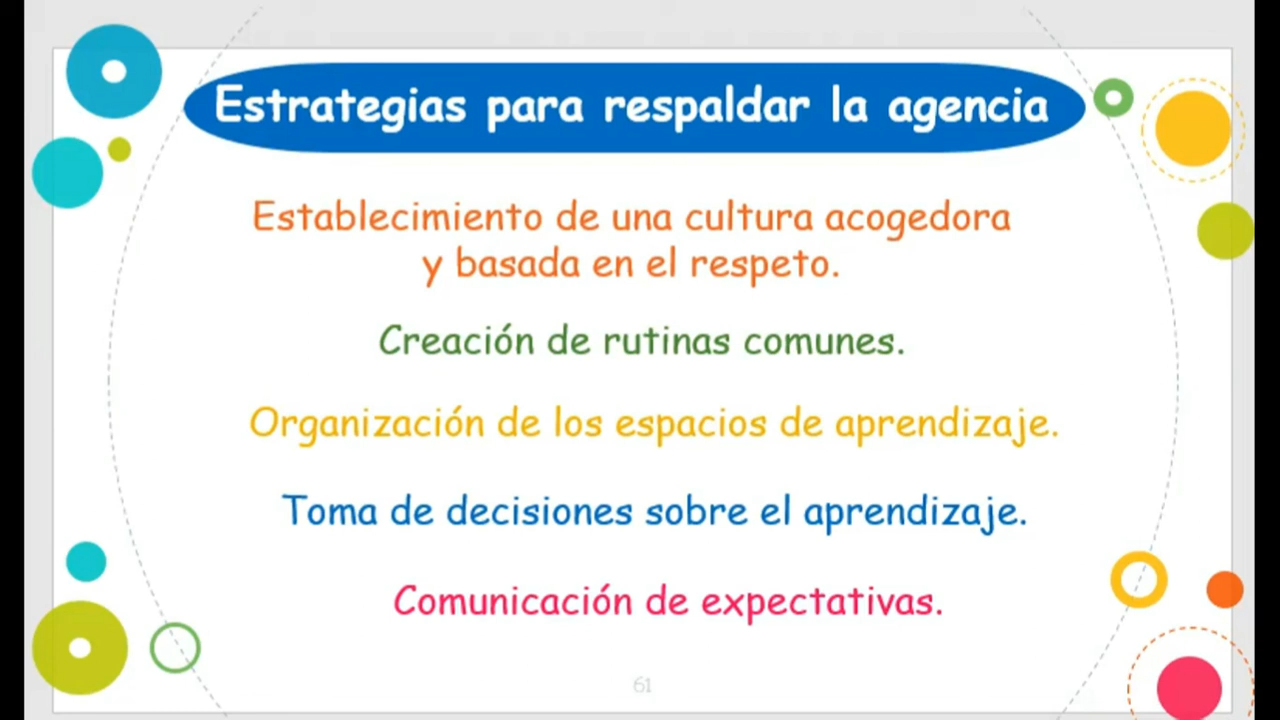 Estrategias para respaldar la agencia
Establecimiento de una cultura acogedora
y basada en el respeto.
Creación de rutinas comunes.
Organización de los espacios de aprendizaje.
Toma de decisiones sobre el aprendizaje.
Comunicación de expectativas.
61